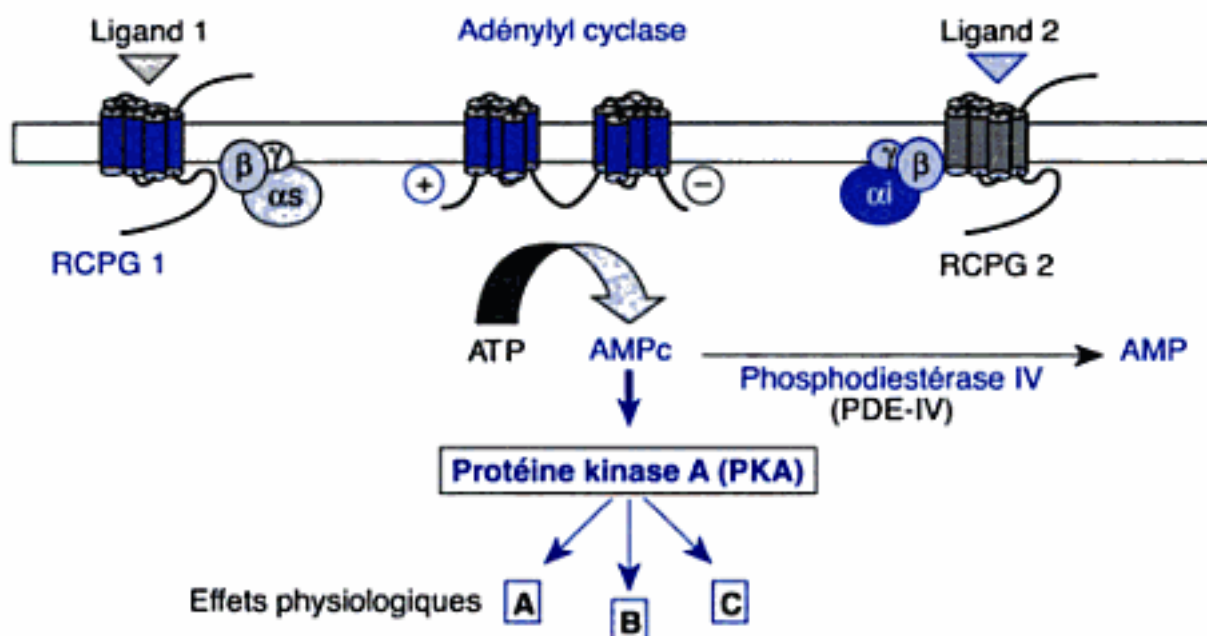 Ligand 1
Adénylyl cyclase
Ligand 2
β
γ
αs
+
−
γ
β
αi
RCPG 1
RCPG 2
ATP
AMPc
AMP
Phosphodiestérase IV
(PDE-IV)
Protéine kinase A (PKA)
Effets physiologiques
A
B
C